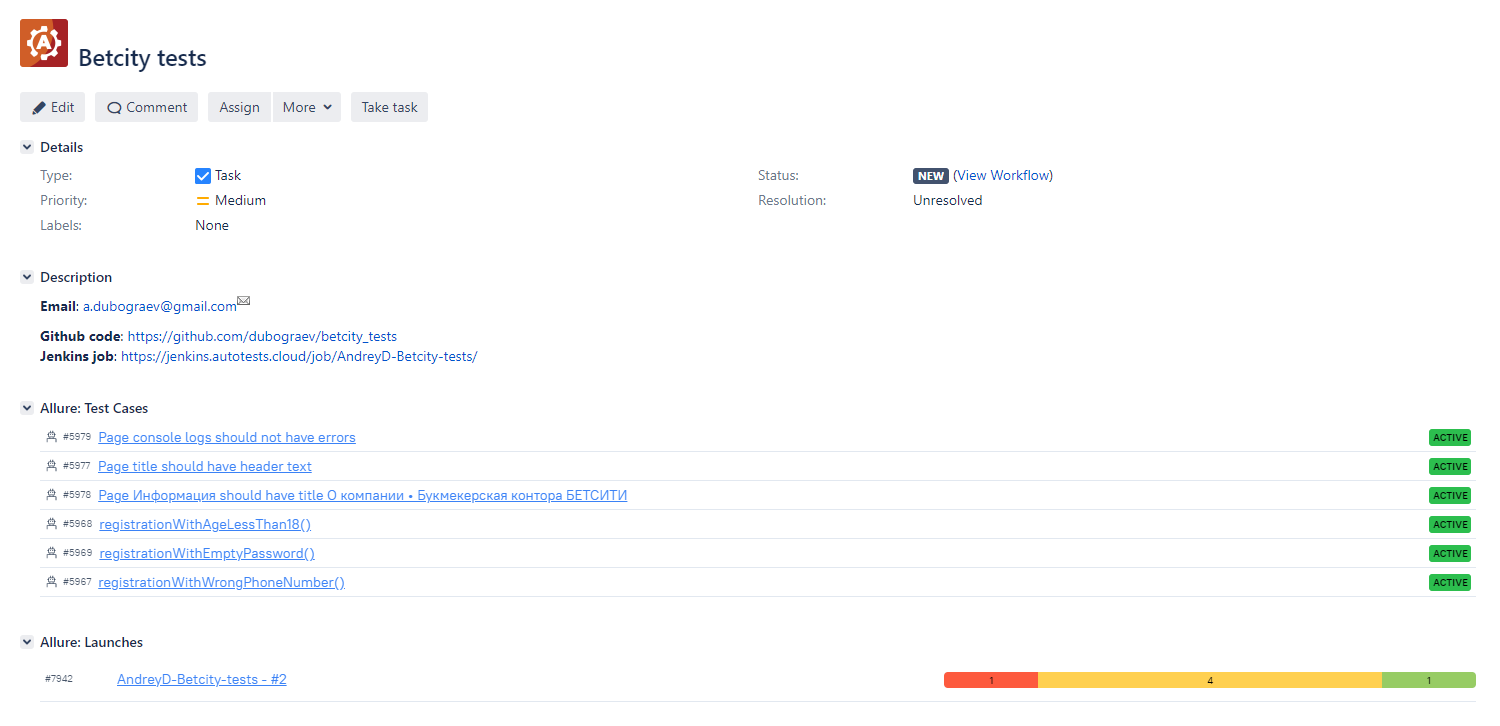 A
Betcity tests
Edit Comment Assign More Take task
Details
Type: Task Status: NEW (View Workflow)
Priority: Medium Resolution: Unresolved
Labels: None
Description
Email: a.dubograev@gmail.com
Github code: https://github.com/dubograev/betcity_tests
Jenkins job: https://jenkins.autotests.cloud/job/AndreyD-Betcity-tests/
Allure: Test Cases
#5979 Page console logs should not have errors ACTIVE
#5977 Page title should have header text ACTIVE
#5978 Page Информация should have title О компании • Букмекерская контора БЕТСИТИ ACTIVE
#5968 registrationWithAgeLessThan18() ACTIVE
#5969 registrationWithEmptyPassword() ACTIVE
#5967 registrationWithWrongPhoneNumber() ACTIVE
Allure: Launches
#7942 AndreyD-Betcity-tests - #2 1 4 1